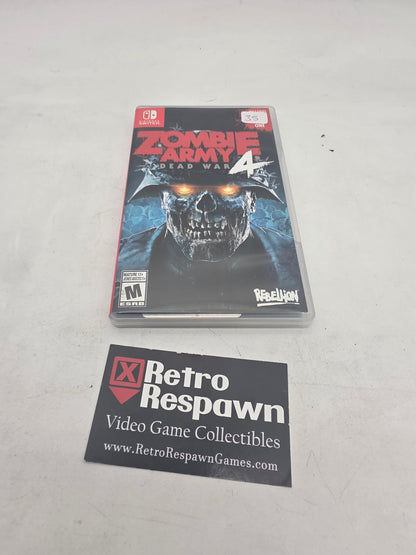 NINTENDO
SWITCH
35
ONE
ZOMBIE
ARMY 4
DEAD WAR
MATURE 17+
M
ESRB
REBELLION
X Retro
Respawn
Video Game Collectibles
www.RetroRespawnGames.com